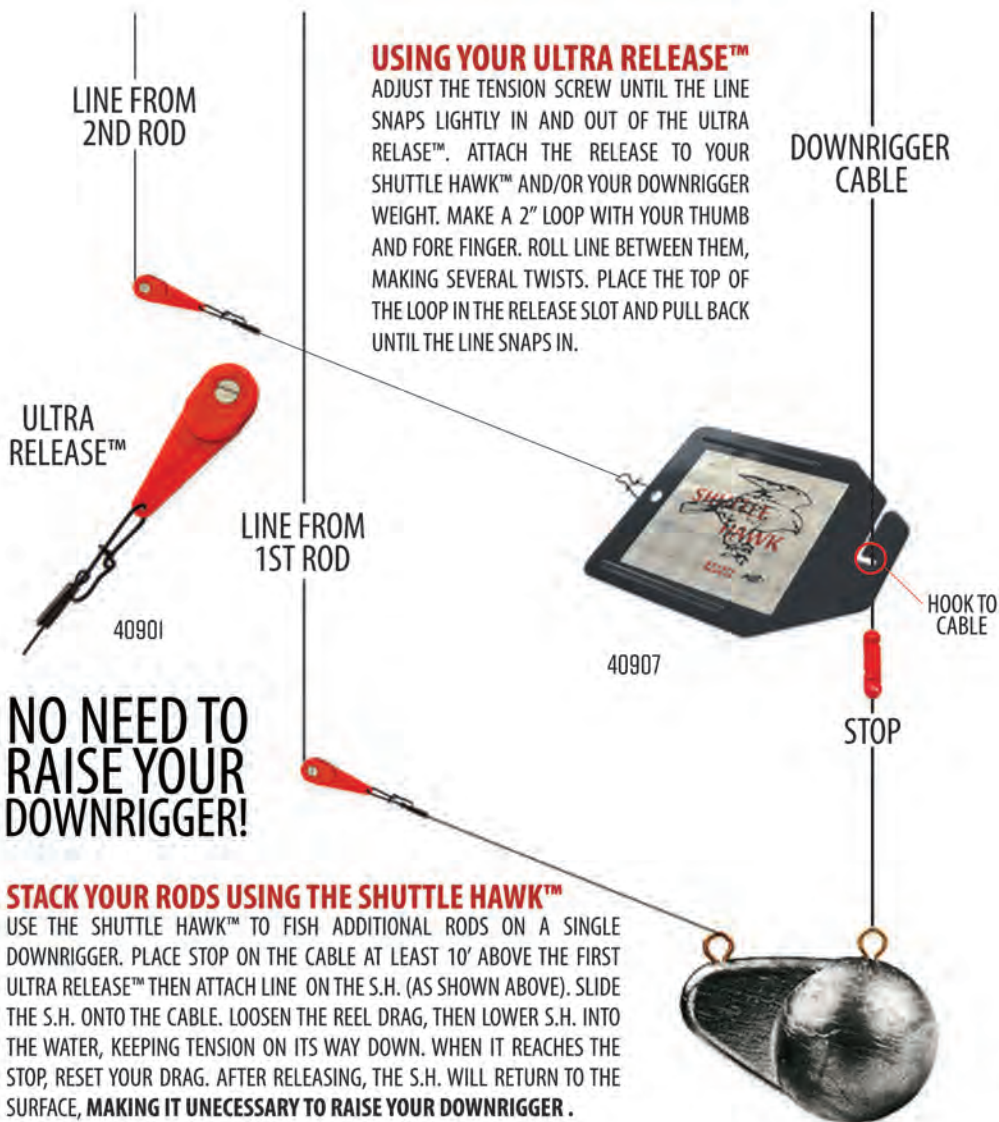 USING YOUR ULTRA RELEASE™
ADJUST THE TENSION SCREW UNTIL THE LINE
SNAPS LIGHTLY IN AND OUT OF THE ULTRA
RELASE™. ATTACH THE RELEASE TO YOUR
SHUTTLE HAWK™ AND/OR YOUR DOWNRIGGER
WEIGHT. MAKE A 2” LOOP WITH YOUR THUMB
AND FORE FINGER. ROLL LINE BETWEEN THEM,
MAKING SEVERAL TWISTS. PLACE THE TOP OF
THE LOOP IN THE RELEASE SLOT AND PULL BACK
UNTIL THE LINE SNAPS IN.
LINE FROM
2ND ROD
DOWNRIGGER
CABLE
ULTRA
RELEASE™
40901
LINE FROM
1ST ROD
SHUTTLE
HAWK
40907
HOOK TO
CABLE
STOP
NO NEED TO
RAISE YOUR
DOWNRIGGER!
STACK YOUR RODS USING THE SHUTTLE HAWK™
USE THE SHUTTLE HAWK™ TO FISH ADDITIONAL RODS ON A SINGLE
DOWNRIGGER. PLACE STOP ON THE CABLE AT LEAST 10’ ABOVE THE FIRST
ULTRA RELEASE™ THEN ATTACH LINE ON THE S.H. (AS SHOWN ABOVE). SLIDE
THE S.H. ONTO THE CABLE. LOOSEN THE REEL DRAG, THEN LOWER S.H. INTO
THE WATER, KEEPING TENSION ON ITS WAY DOWN. WHEN IT REACHES THE
STOP, RESET YOUR DRAG. AFTER RELEASING, THE S.H. WILL RETURN TO THE
SURFACE, MAKING IT UNECESSARY TO RAISE YOUR DOWNRIGGER .